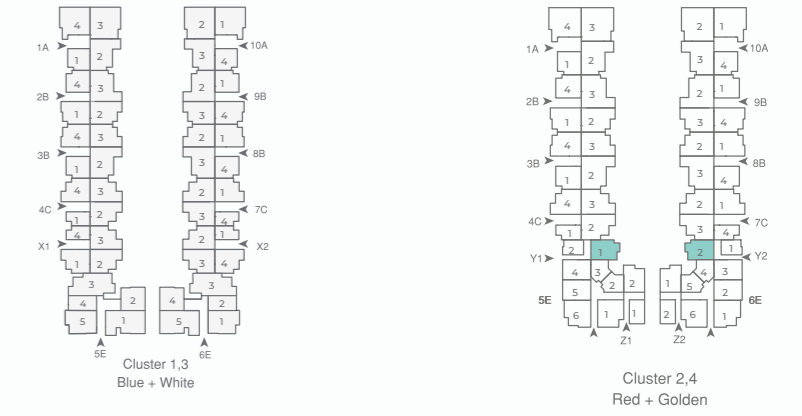 4 3 2 1
1A 10A
1 2 3 4
4 3 2 1
2B 9B
1 2 3 4
4 3 2 1
3B 8B
1 2 3 4
4 3 2 1
4C 7C
1 2 3 4
4 2 1
X1 X2
1 2 3 4
3 3
4 2 4 2
5 1 5 1
5E 6E
Cluster 1,3
Blue + White
4 3 2 1
1A 10A
1 2 3 4
4 3 2 1
2B 9B
1 2 3 4
4 3 2 1
3B 8B
1 2 3 4
4 3 2 1
4C 7C
1 2 3 4
2 1 2 1
Y1 Y2
4 3 4 3
5 2 2 1 5 2
5E 6E
6 1 1 2 6 1
Z1 Z2
Cluster 2,4
Red + Golden